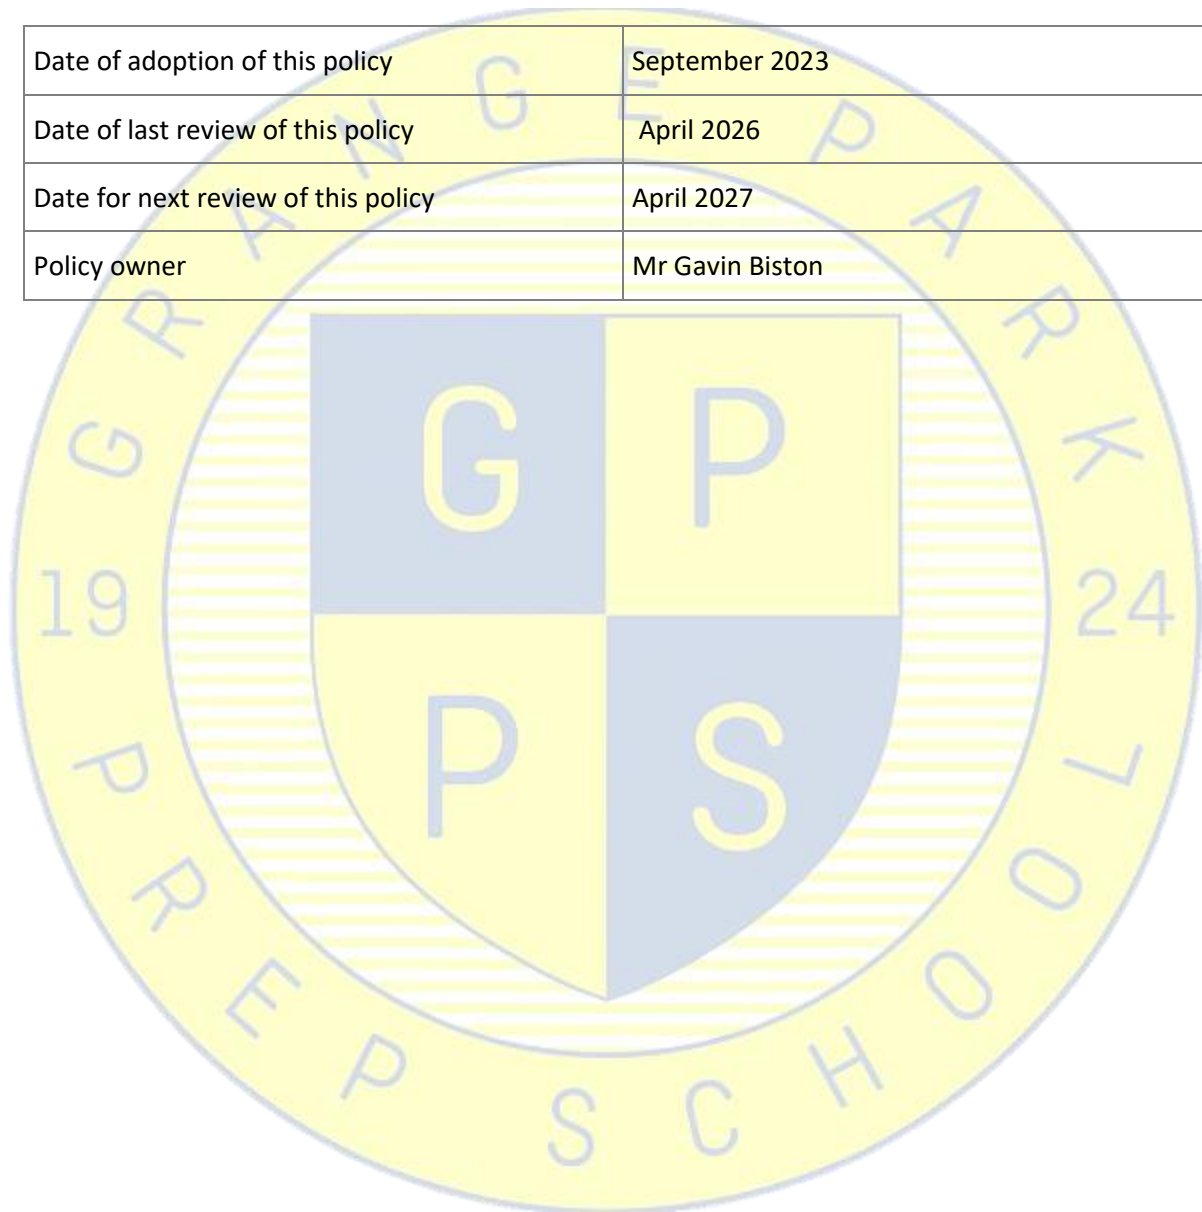 Date of adoption of this policy September 2023
Date of last review of this policy April 2026
Date for next review of this policy April 2027
Policy owner Mr Gavin Biston
GRANGE PARK
G P
19 24
P S
PREP SCHOOL